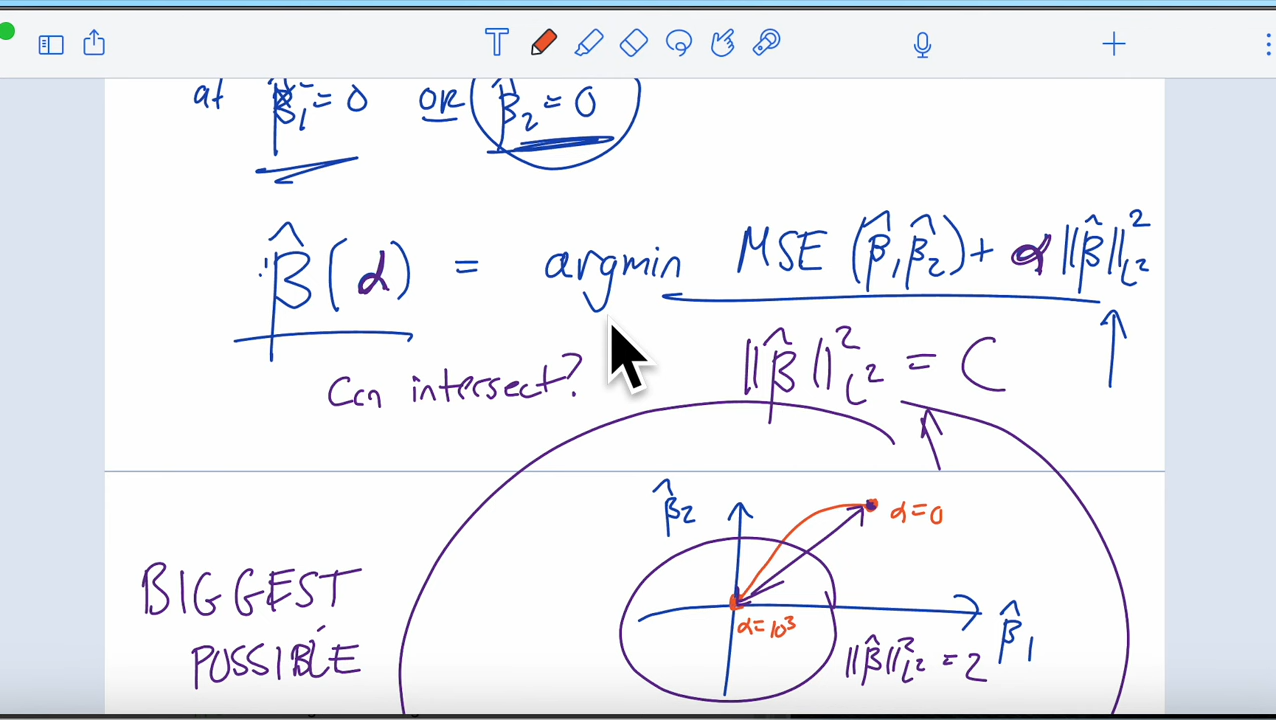 at β̂₁ = 0 OR β̂₂ = 0
β̂(α) = argmin MSE(β̂₁β̂₂) + α||β̂||²_L²
Can intersect? ||β̂||²_L² = C
β̂₂ α=0
BIGGEST
POSSIBLE
α=10³ β̂₁
||β̂||²_L² = 2